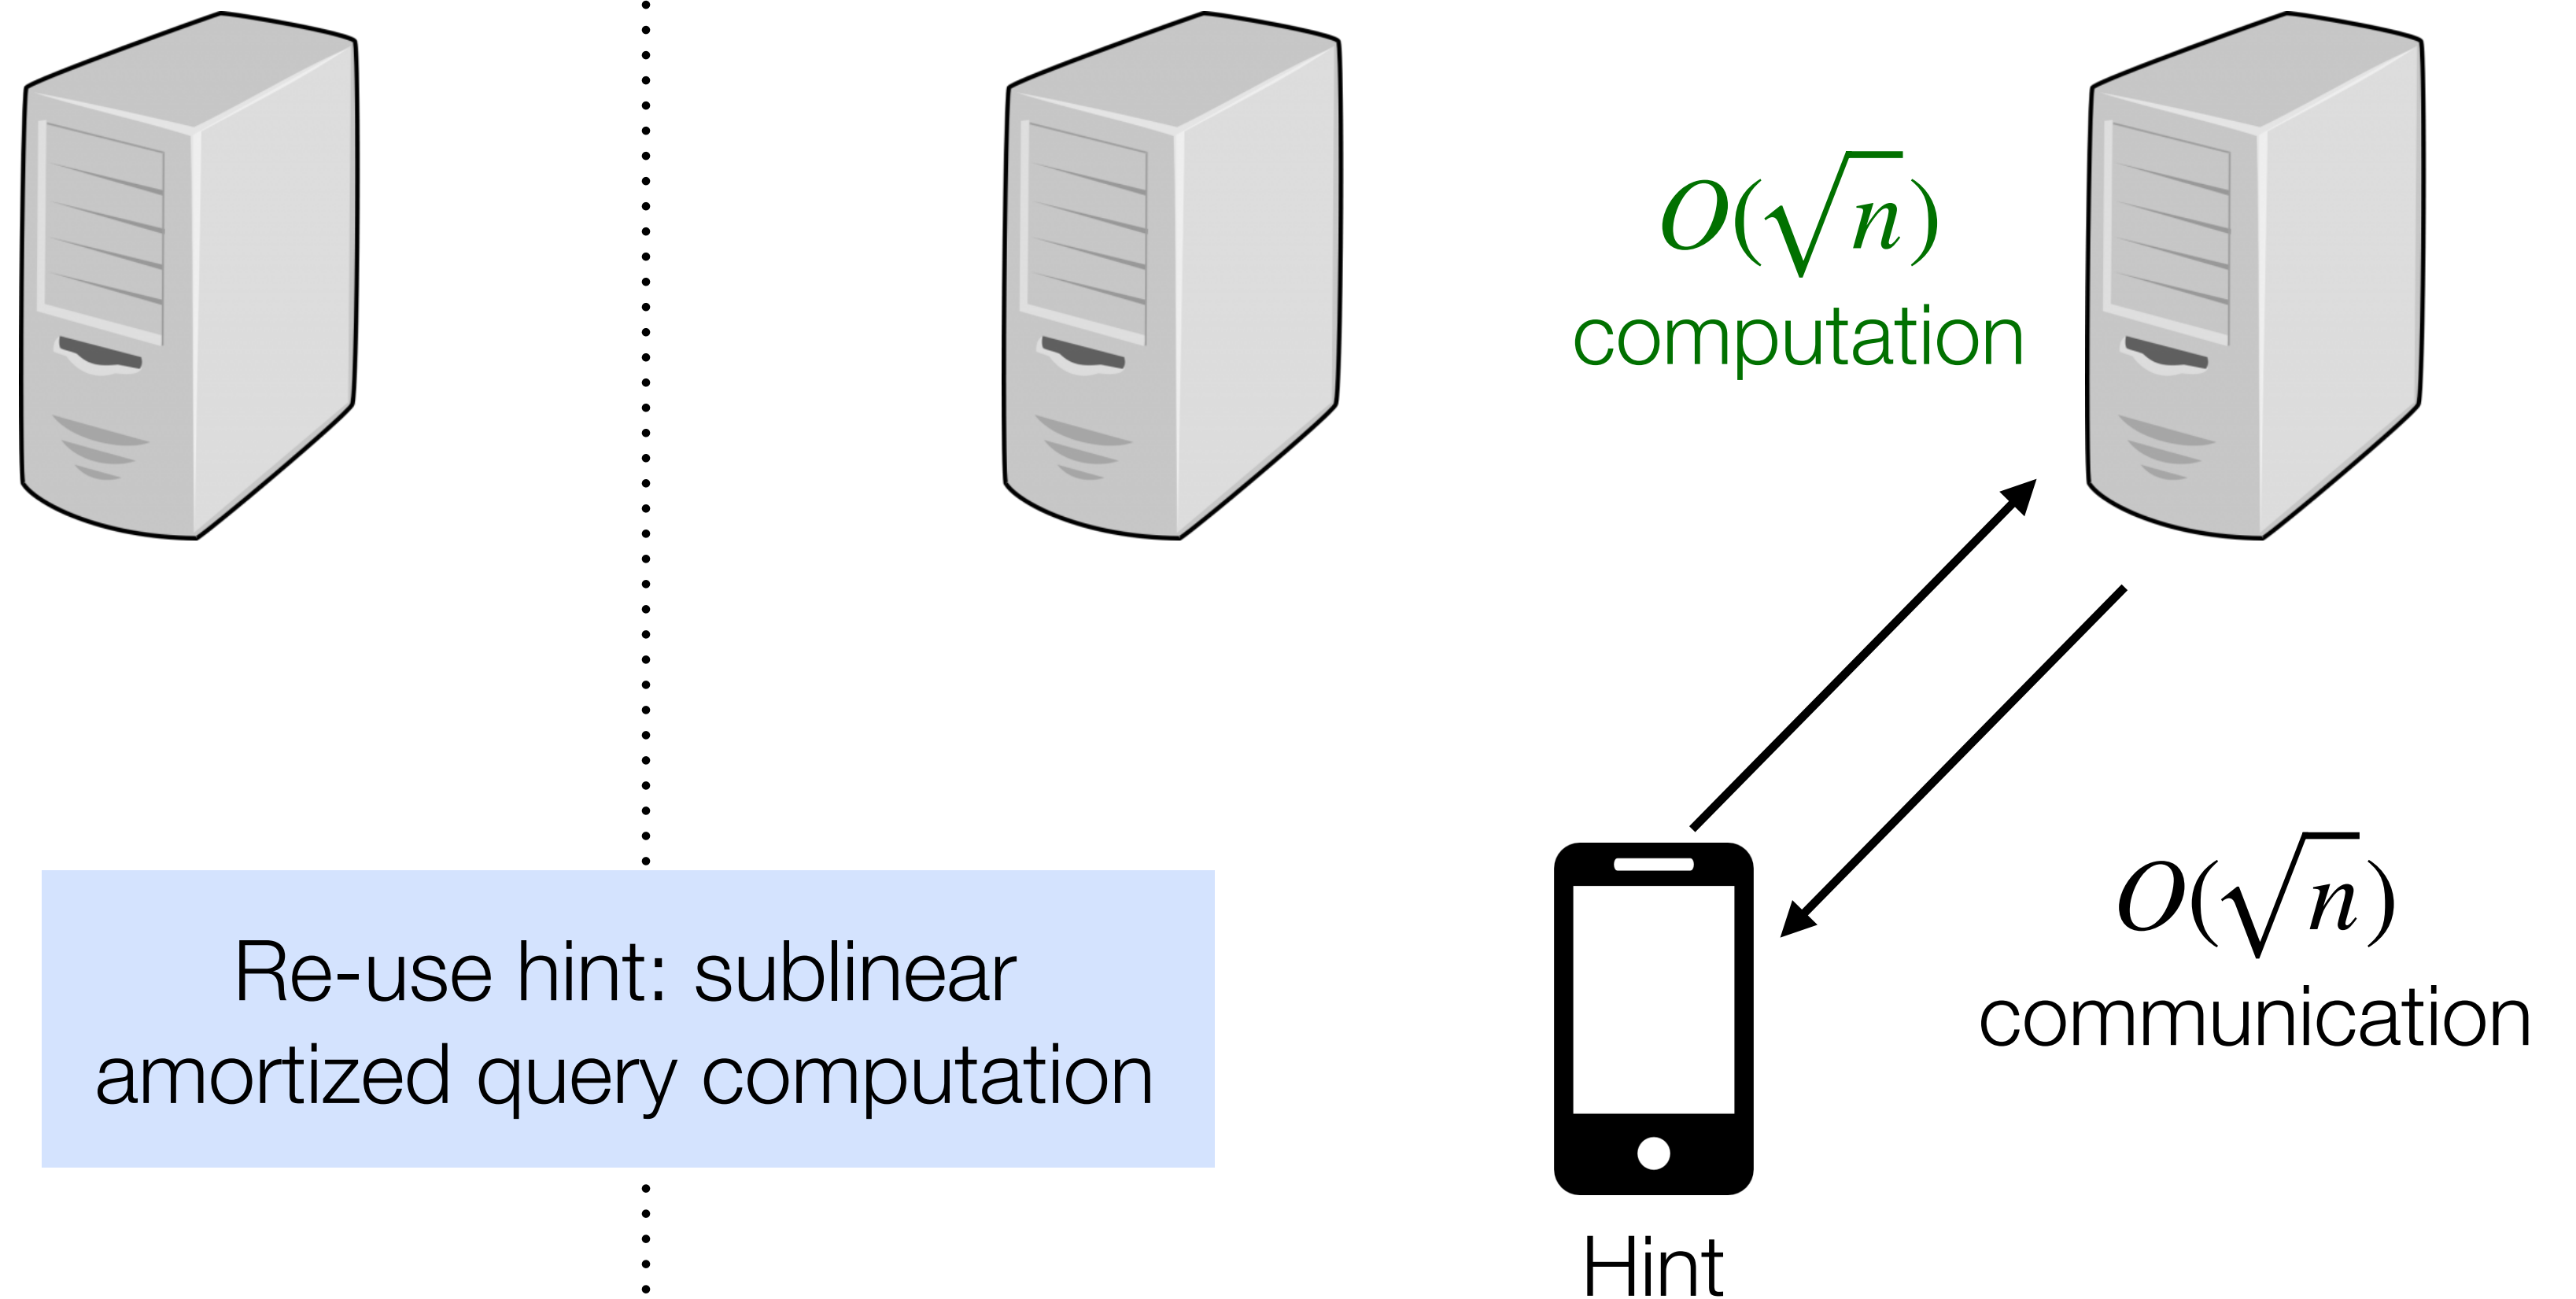 O(√n)
computation
O(√n)
communication
Re-use hint: sublinear
amortized query computation
Hint